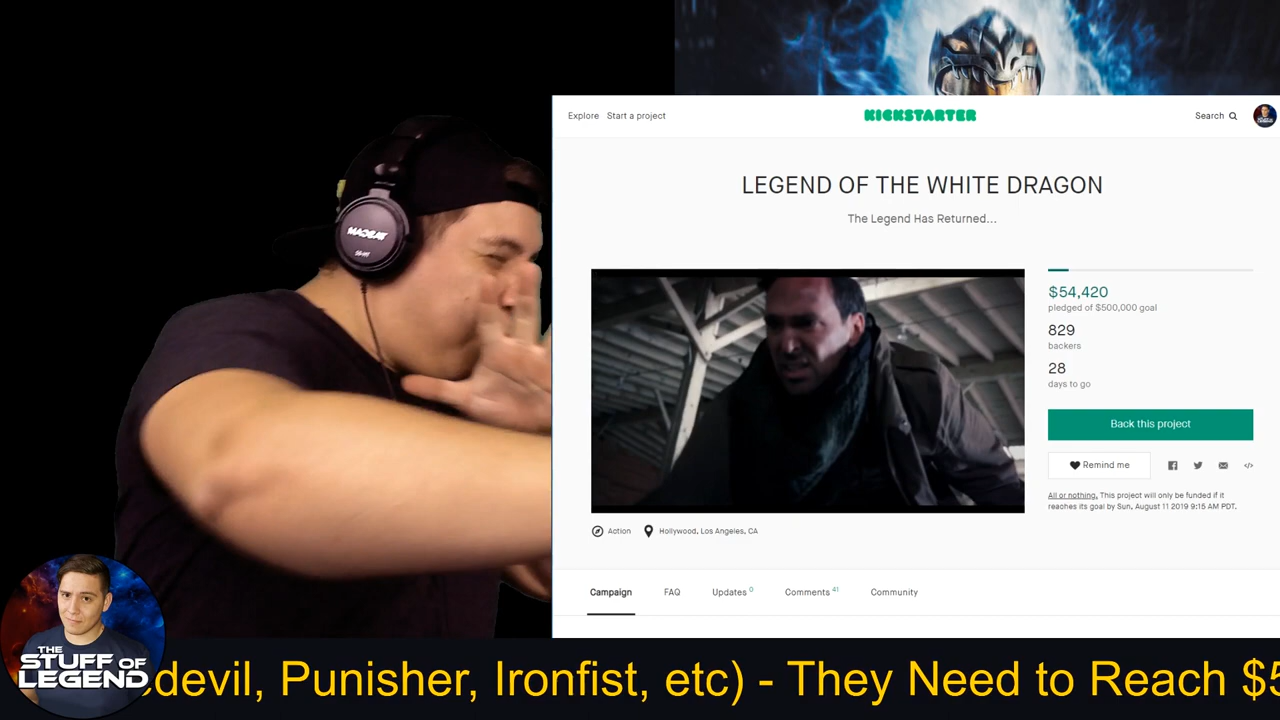 Explore Start a project KICKSTARTER Search
LEGEND OF THE WHITE DRAGON
The Legend Has Returned...
$54,420
pledged of $500,000 goal
829
backers
28
days to go
Back this project
Remind me
All or nothing. This project will only be funded if it
reaches its goal by Sun, August 11 2019 9:15 AM PDT.
Action Hollywood, Los Angeles, CA
Campaign FAQ Updates 0 Comments 41 Community
THE
STUFF OF
LEGEND
devil, Punisher, Ironfist, etc) - They Need to Reach $5